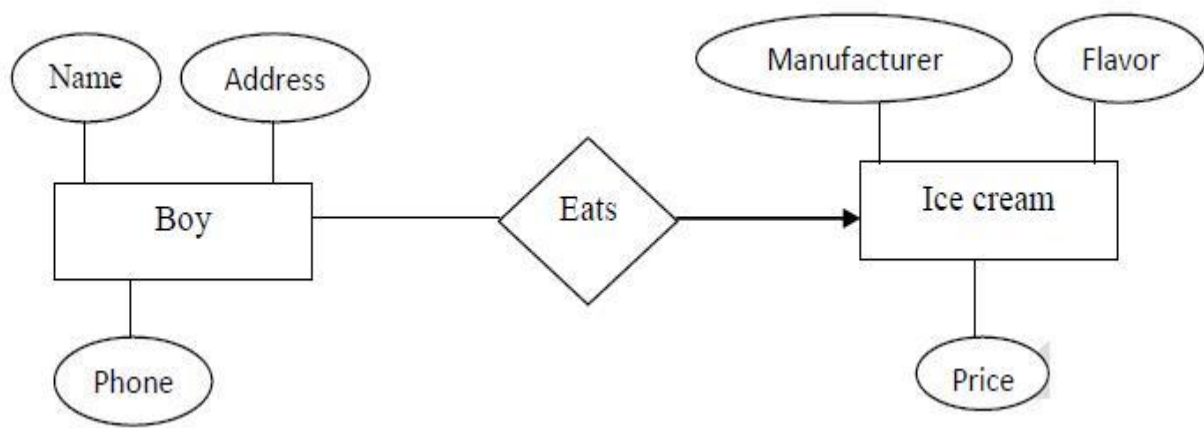 Name
Address
Manufacturer
Flavor
Boy
Eats
Ice cream
Phone
Price